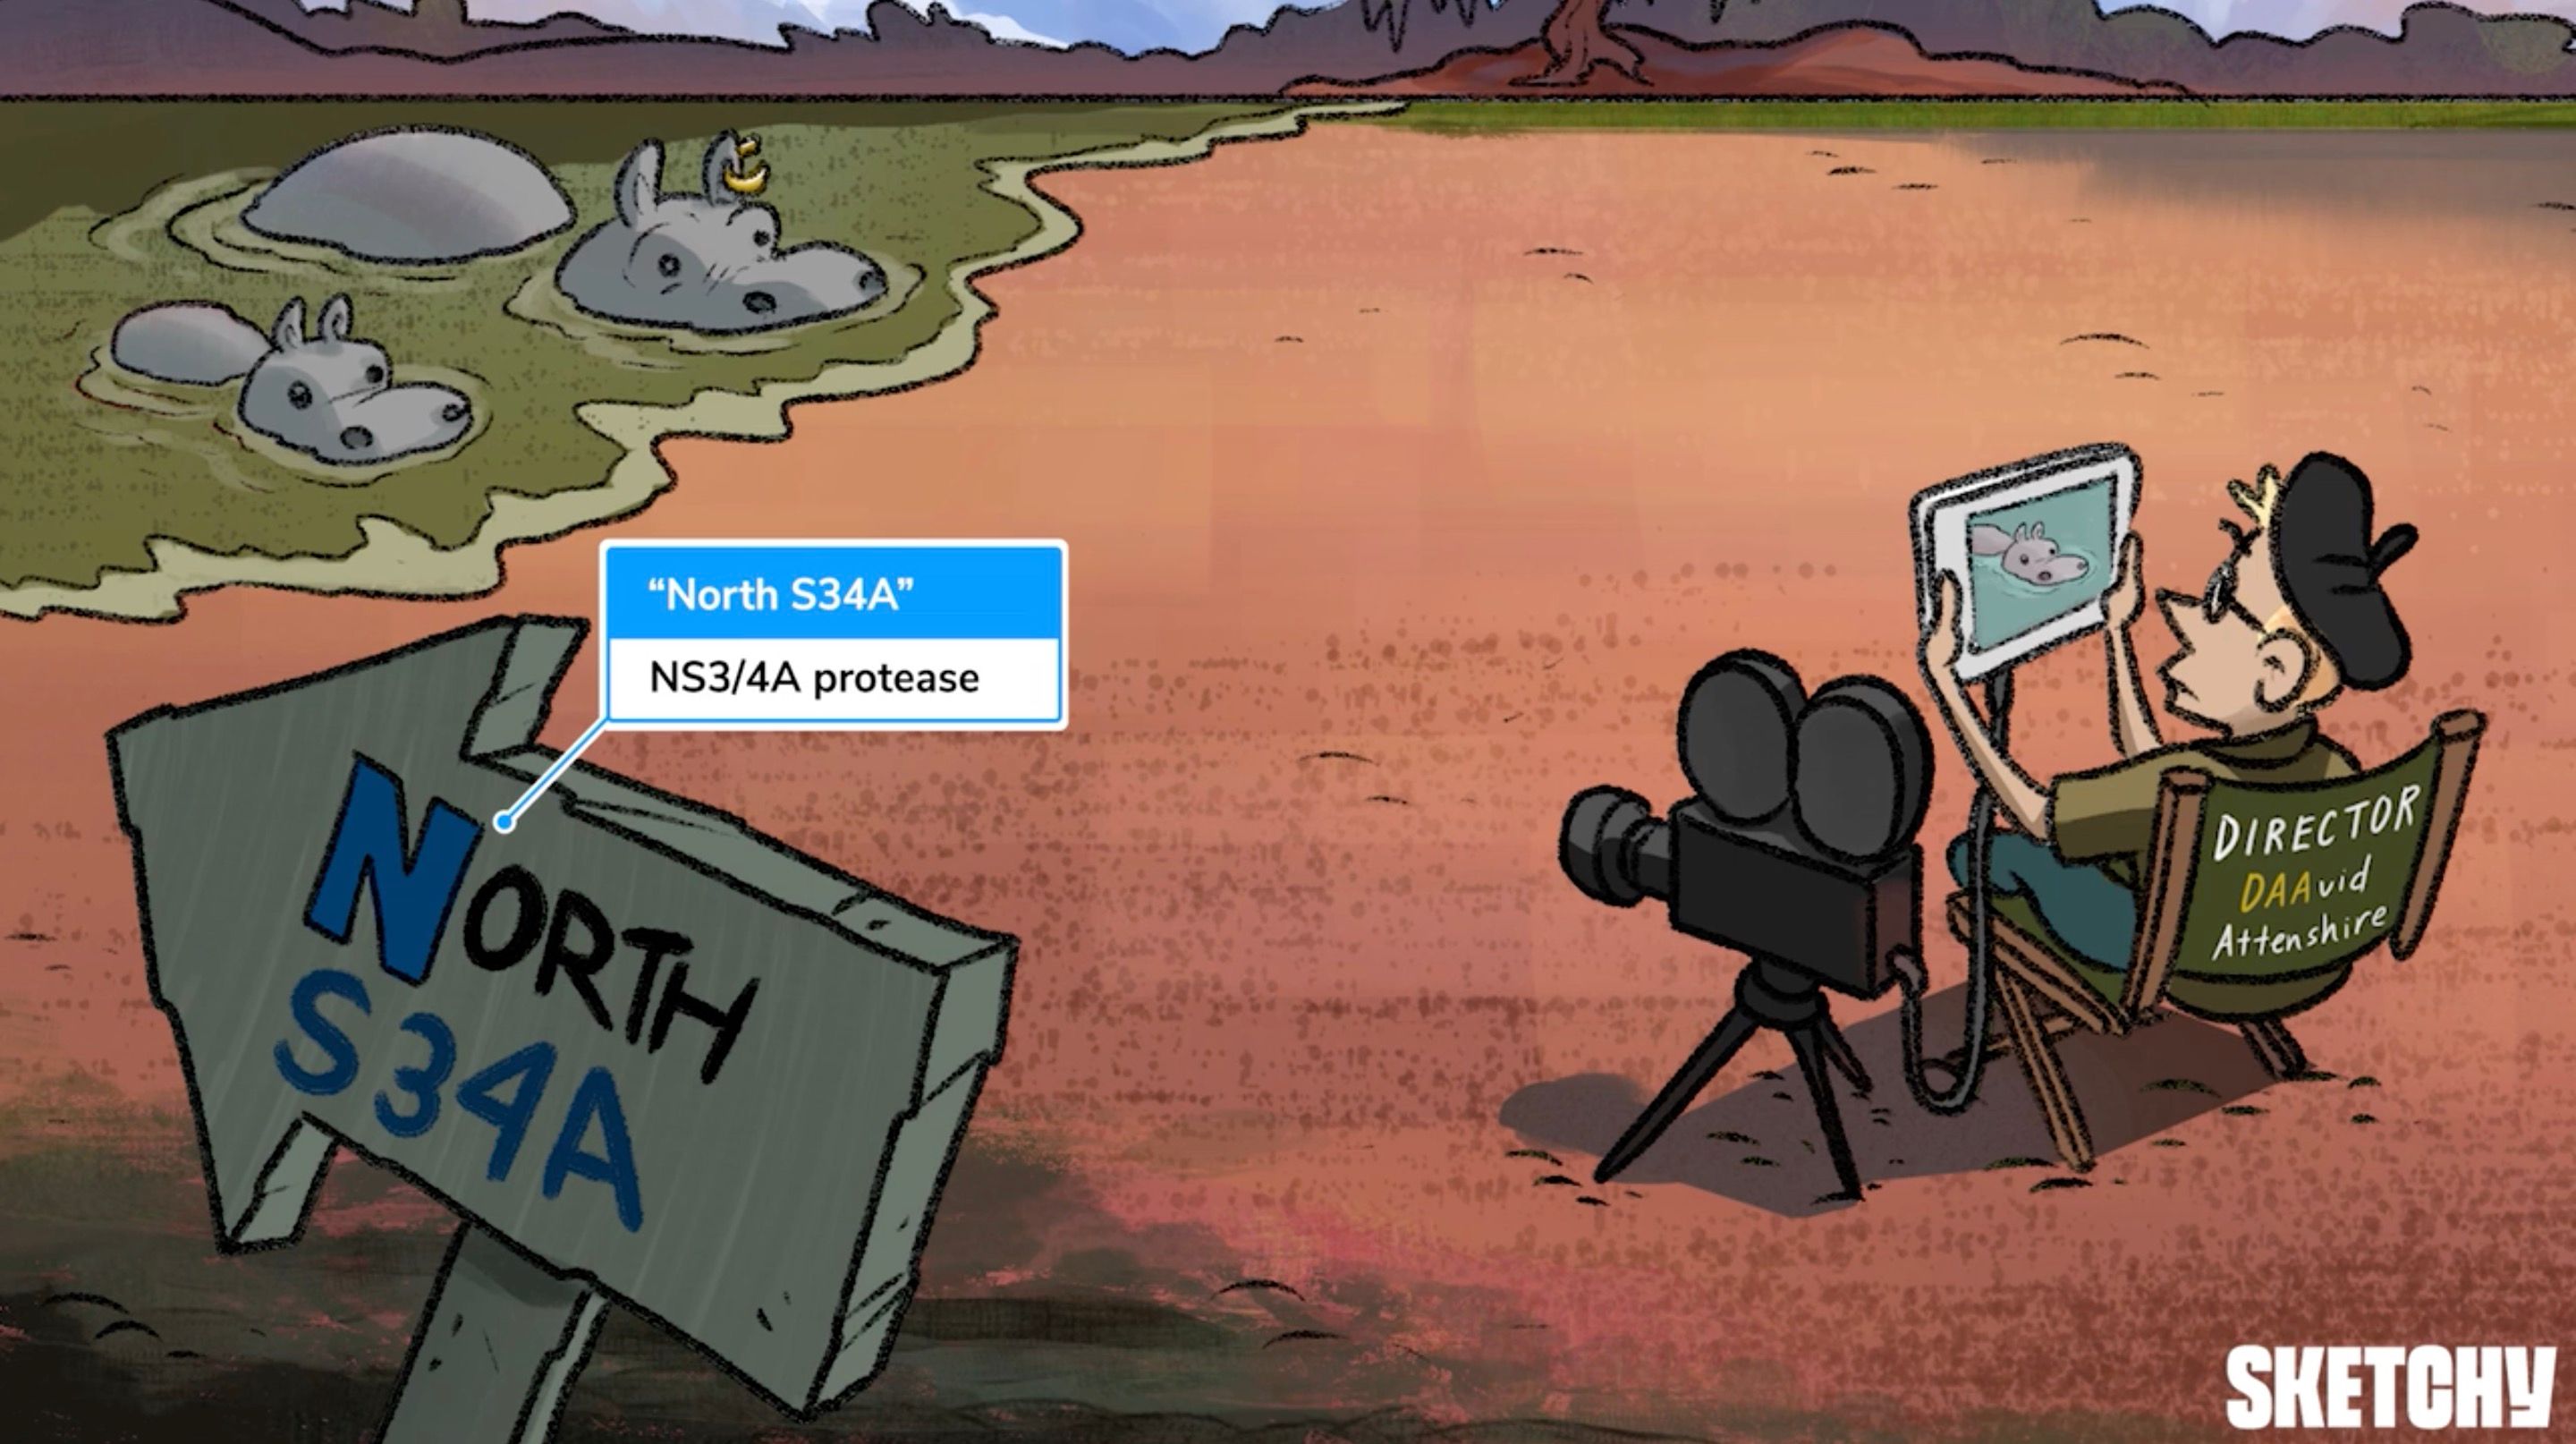 “North S34A”
NS3/4A protease
NORTH
S34A
DIRECTOR
DAAvid
Attenshire
SKETCHY